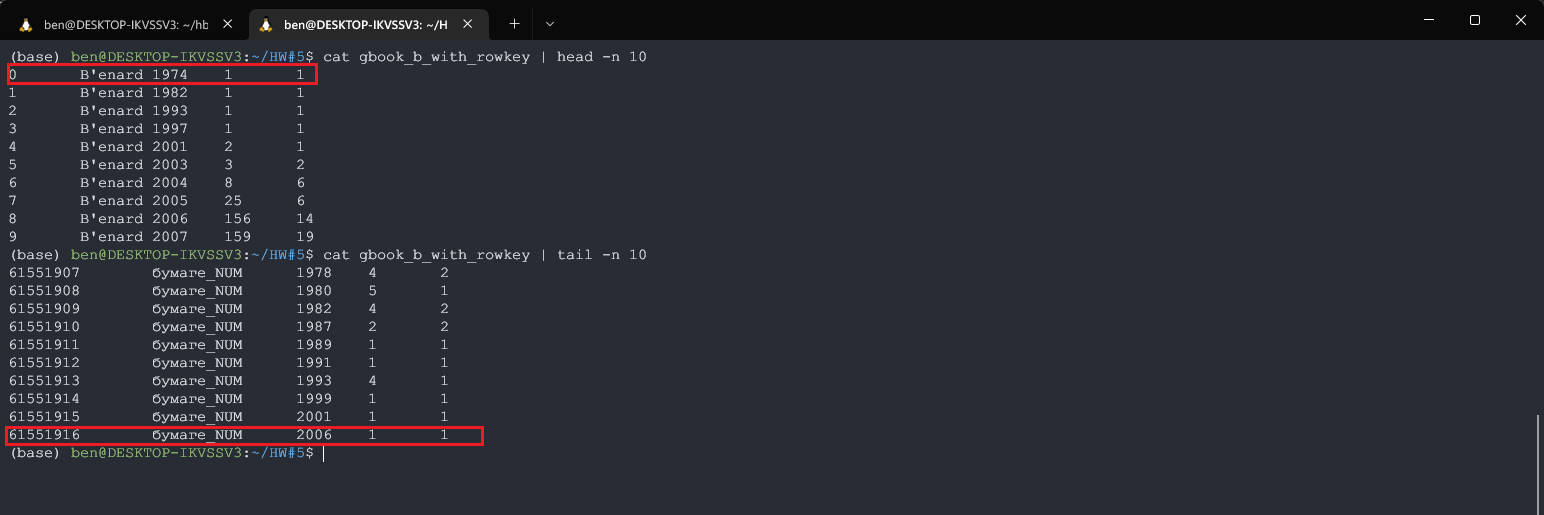 ben@DESKTOP-IKVSSV3: ~/hb
ben@DESKTOP-IKVSSV3: ~/H
(base) ben@DESKTOP-IKVSSV3:~/HW#5$ cat gbook_b_with_rowkey | head -n 10
0 B'enard 1974 1 1
1 B'enard 1982 1 1
2 B'enard 1993 1 1
3 B'enard 1997 1 1
4 B'enard 2001 2 1
5 B'enard 2003 3 2
6 B'enard 2004 8 6
7 B'enard 2005 25 6
8 B'enard 2006 156 14
9 B'enard 2007 159 19
(base) ben@DESKTOP-IKVSSV3:~/HW#5$ cat gbook_b_with_rowkey | tail -n 10
61551907 бумаге_NUM 1978 4 2
61551908 бумаге_NUM 1980 5 1
61551909 бумаге_NUM 1982 4 2
61551910 бумаге_NUM 1987 2 2
61551911 бумаге_NUM 1989 1 1
61551912 бумаге_NUM 1991 1 1
61551913 бумаге_NUM 1993 4 1
61551914 бумаге_NUM 1999 1 1
61551915 бумаге_NUM 2001 1 1
61551916 бумаге_NUM 2006 1 1
(base) ben@DESKTOP-IKVSSV3:~/HW#5$